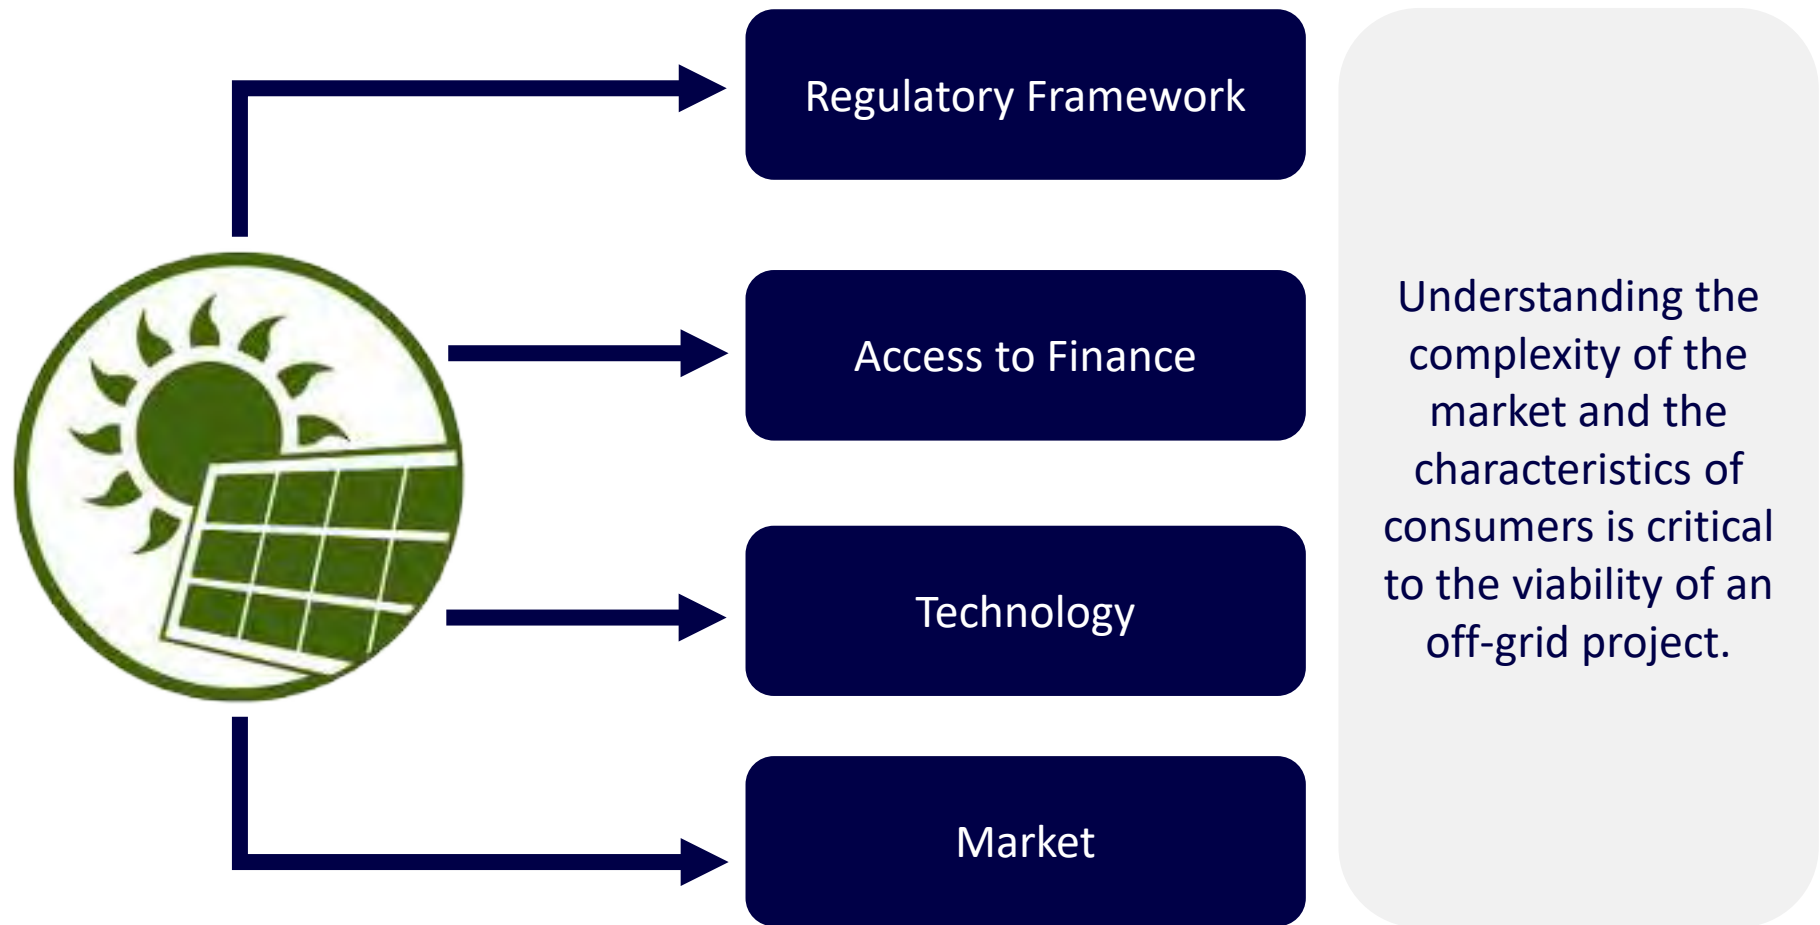 Regulatory Framework
Access to Finance
Technology
Market
Understanding the
complexity of the
market and the
characteristics of
consumers is critical
to the viability of an
off-grid project.